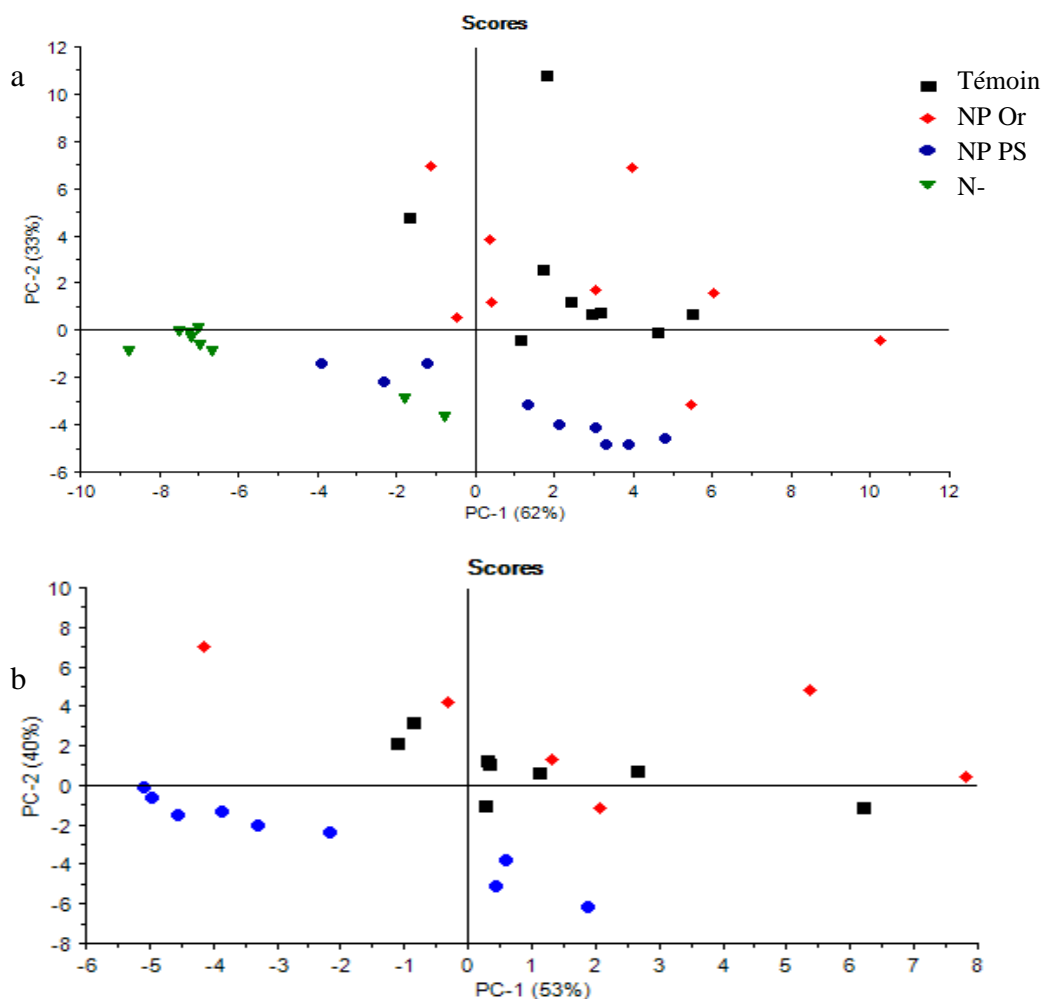 Scores
a
12
10
8
6
4
2
0
-2
-4
-6
PC-2 (33%)
-10 -8 -6 -4 -2 0 2 4 6 8 10 12
PC-1 (62%)
Témoin
NP Or
NP PS
N-
Scores
b
10
8
6
4
2
0
-2
-4
-6
-8
PC-2 (40%)
-6 -5 -4 -3 -2 -1 0 1 2 3 4 5 6 7 8
PC-1 (53%)